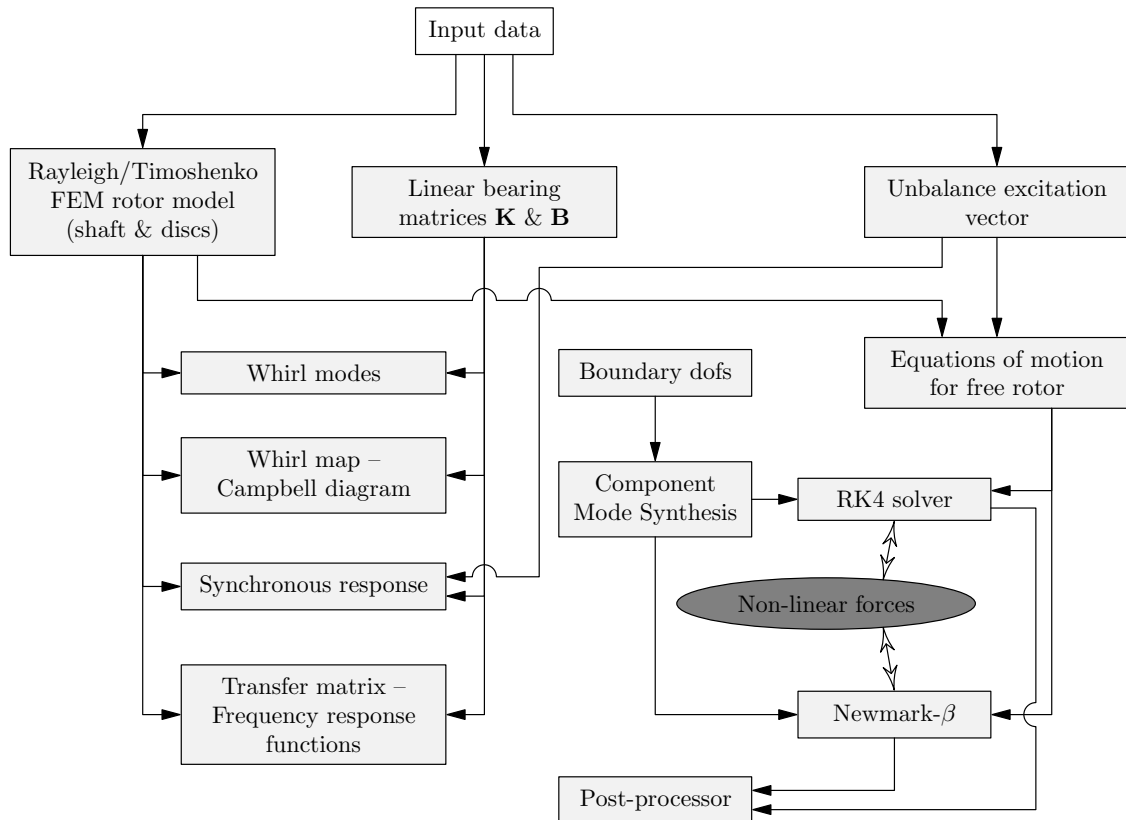 Input data
Rayleigh/Timoshenko
FEM rotor model
(shaft & discs)
Linear bearing
matrices K & B
Unbalance excitation
vector
Whirl modes
Boundary dofs
Equations of motion
for free rotor
Whirl map –
Campbell diagram
Component
Mode Synthesis
RK4 solver
Synchronous response
Non-linear forces
Transfer matrix –
Frequency response
functions
Newmark-β
Post-processor